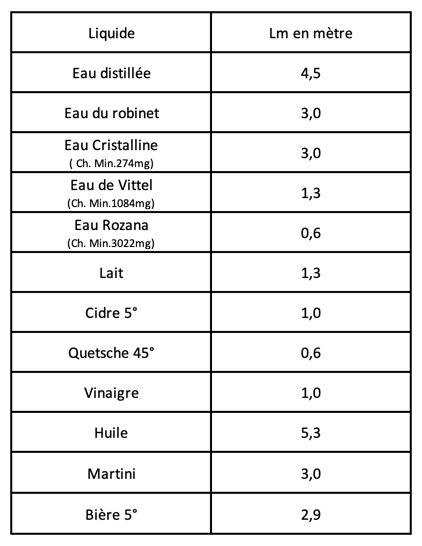 Liquide Lm en mètre
Eau distillée 4,5
Eau du robinet 3,0
Eau Cristalline 3,0
( Ch. Min.274mg)
Eau de Vittel 1,3
(Ch. Min.1084mg)
Eau Rozana 0,6
(Ch. Min.3022mg)
Lait 1,3
Cidre 5° 1,0
Quetsche 45° 0,6
Vinaigre 1,0
Huile 5,3
Martini 3,0
Bière 5° 2,9